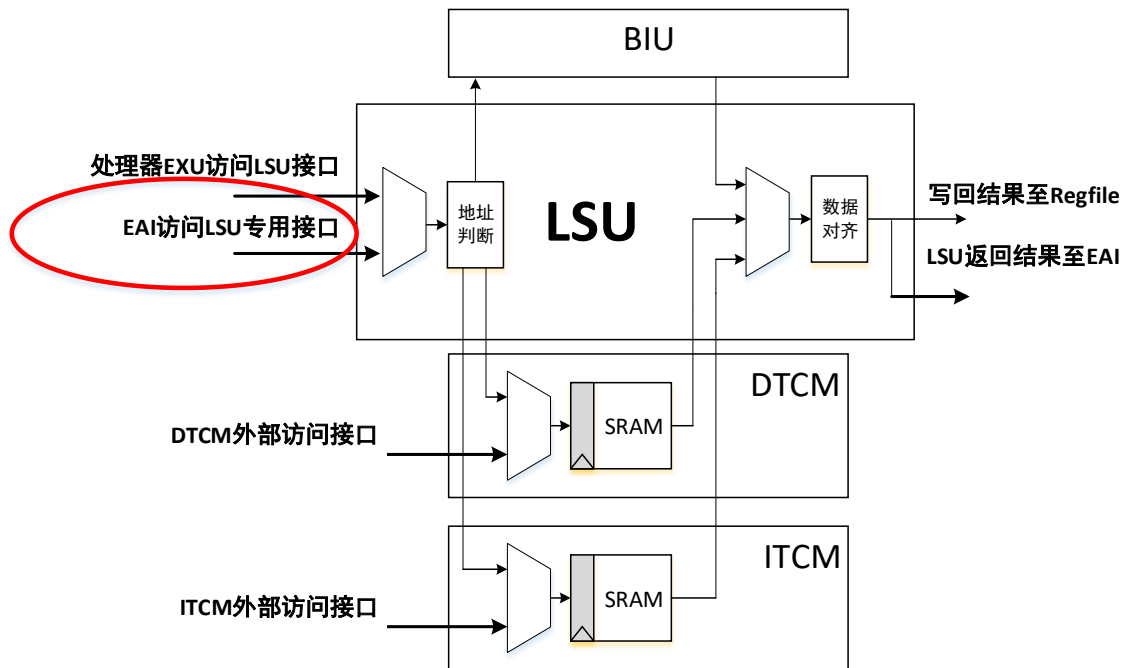 BIU
处理器EXU访问LSU接口
EAI访问LSU专用接口
地址
判断
LSU
数据
对齐
写回结果至Regfile
LSU返回结果至EAI
DTCM
DTCM外部访问接口
SRAM
ITCM
ITCM外部访问接口
SRAM